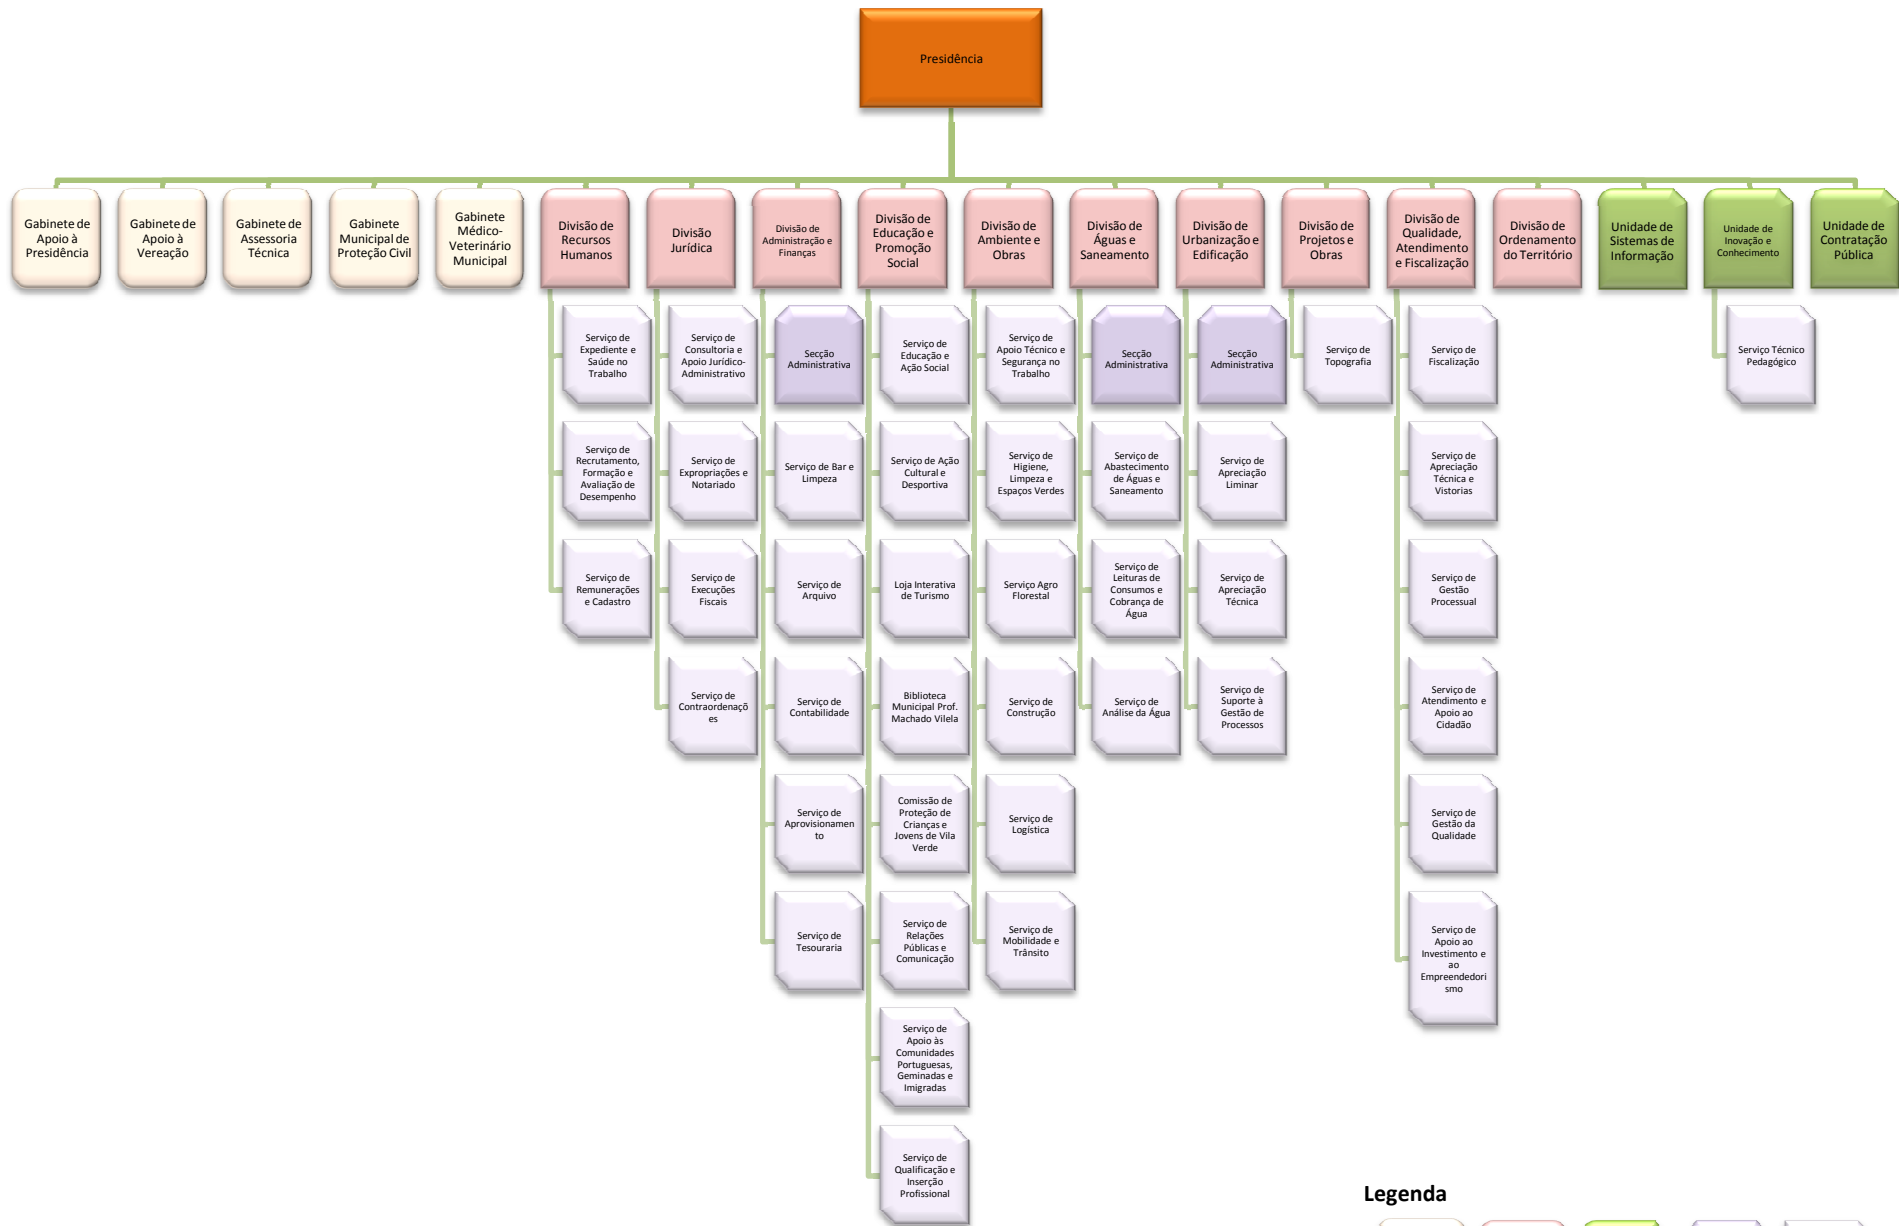 Presidência
Gabinete de
Apoio à
Presidência
Gabinete de
Apoio à
Vereação
Gabinete de
Assessoria
Técnica
Gabinete
Municipal de
Proteção Civil
Gabinete
Médico-
Veterinário
Municipal
Divisão de
Recursos
Humanos
Divisão
Jurídica
Divisão de
Administração e
Finanças
Divisão de
Educação e
Promoção
Social
Divisão de
Ambiente e
Obras
Divisão de
Águas e
Saneamento
Divisão de
Urbanização e
Edificação
Divisão de
Projetos e
Obras
Divisão de
Qualidade,
Atendimento
e Fiscalização
Divisão de
Ordenamento
do Território
Unidade de
Sistemas de
Informação
Unidade de
Inovação e
Conhecimento
Unidade de
Contratação
Pública
Serviço de
Expediente e
Saúde no
Trabalho
Serviço de
Consultoria e
Apoio Jurídico-
Administrativo
Secção
Administrativa
Serviço de
Educação e
Ação Social
Serviço de
Apoio Técnico e
Segurança no
Trabalho
Secção
Administrativa
Secção
Administrativa
Serviço de
Topografia
Serviço de
Fiscalização
Serviço Técnico
Pedagógico
Serviço de
Recrutamento,
Formação e
Avaliação de
Desempenho
Serviço de
Expropriações e
Notariado
Serviço de Bar e
Limpeza
Serviço de Ação
Cultural e
Desportiva
Serviço de
Higiene,
Limpeza e
Espaços Verdes
Serviço de
Abastecimento
de Águas e
Saneamento
Serviço de
Apreciação
Liminar
Serviço de
Apreciação
Técnica e
Vistorias
Serviço de
Remunerações
e Cadastro
Serviço de
Execuções
Fiscais
Serviço de
Arquivo
Loja Interativa
de Turismo
Serviço Agro
Florestal
Serviço de
Leituras de
Consumos e
Cobrança de
Água
Serviço de
Apreciação
Técnica
Serviço de
Gestão
Processual
Serviço de
Contraordenaçõ
es
Serviço de
Contabilidade
Biblioteca
Municipal Prof.
Machado Vilela
Serviço de
Construção
Serviço de
Análise da Água
Serviço de
Suporte à
Gestão de
Processos
Serviço de
Atendimento e
Apoio ao
Cidadão
Serviço de
Aprovisionamen
to
Comissão de
Proteção de
Crianças e
Jovens de Vila
Verde
Serviço de
Logística
Serviço de
Gestão da
Qualidade
Serviço de
Tesouraria
Serviço de
Relações
Públicas e
Comunicação
Serviço de
Mobilidade e
Trânsito
Serviço de
Apoio ao
Investimento e
ao
Empreendedori
smo
Serviço de
Apoio às
Comunidades
Portuguesas,
Geminadas e
Imigradas
Serviço de
Qualificação e
Inserção
Profissional
Legenda